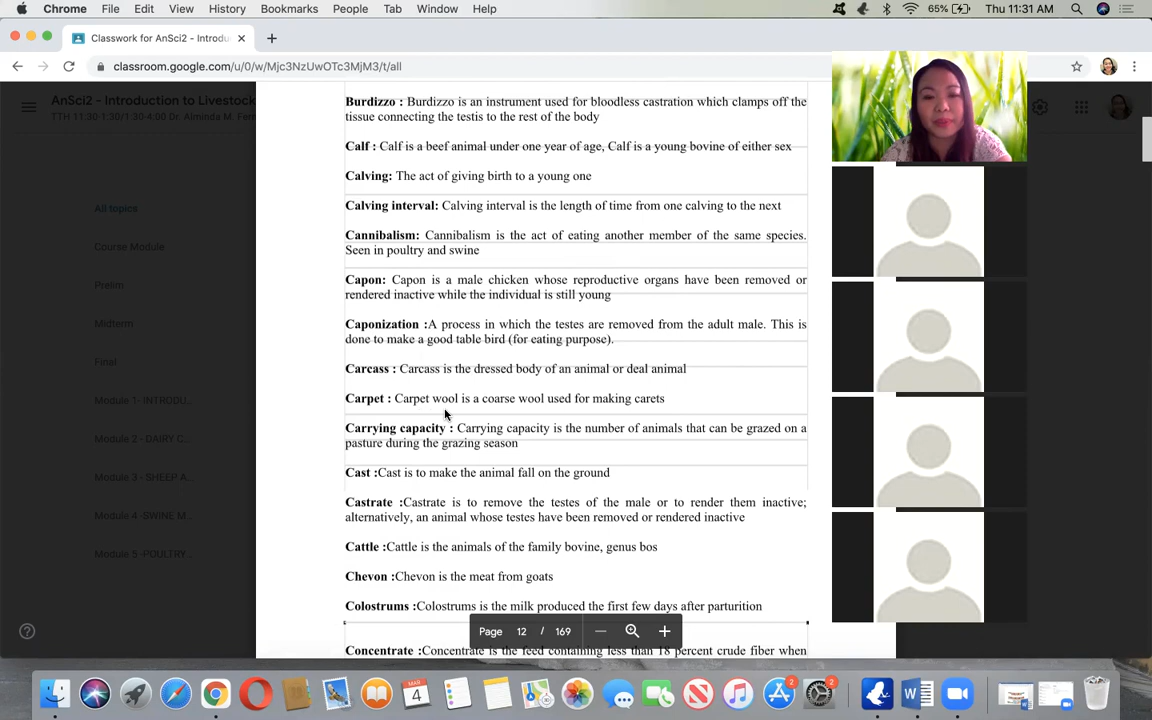 Chrome File Edit View History Bookmarks People Tab Window Help 65% Thu 11:31 AM
Classwork for AnSci2 - Introdu
classroom.google.com/u/0/w/Mjc3NzUwOTc3MjM3/t/all
AnSci2 - Introduction to Livestock
TTH 11:30-1:30/1:30-4:00 Dr. Alminda M. Fern
All topics
Course Module
Prelim
Midterm
Final
Module 1- INTRODU...
Module 2 - DAIRY C...
Module 3 - SHEEP A...
Module 4 -SWINE M...
Module 5 -POULTRY...
Burdizzo : Burdizzo is an instrument used for bloodless castration which clamps off the
tissue connecting the testis to the rest of the body
Calf : Calf is a beef animal under one year of age, Calf is a young bovine of either sex
Calving: The act of giving birth to a young one
Calving interval: Calving interval is the length of time from one calving to the next
Cannibalism: Cannibalism is the act of eating another member of the same species.
Seen in poultry and swine
Capon: Capon is a male chicken whose reproductive organs have been removed or
rendered inactive while the individual is still young
Caponization :A process in which the testes are removed from the adult male. This is
done to make a good table bird (for eating purpose).
Carcass : Carcass is the dressed body of an animal or deal animal
Carpet : Carpet wool is a coarse wool used for making carets
Carrying capacity : Carrying capacity is the number of animals that can be grazed on a
pasture during the grazing season
Cast :Cast is to make the animal fall on the ground
Castrate :Castrate is to remove the testes of the male or to render them inactive;
alternatively, an animal whose testes have been removed or rendered inactive
Cattle :Cattle is the animals of the family bovine, genus bos
Chevon :Chevon is the meat from goats
Colostrums :Colostrums is the milk produced the first few days after parturition
Concentrate :Concentrate is the feed containing less than 18 percent crude fiber when
Page 12 / 169
MAR
4
2
2